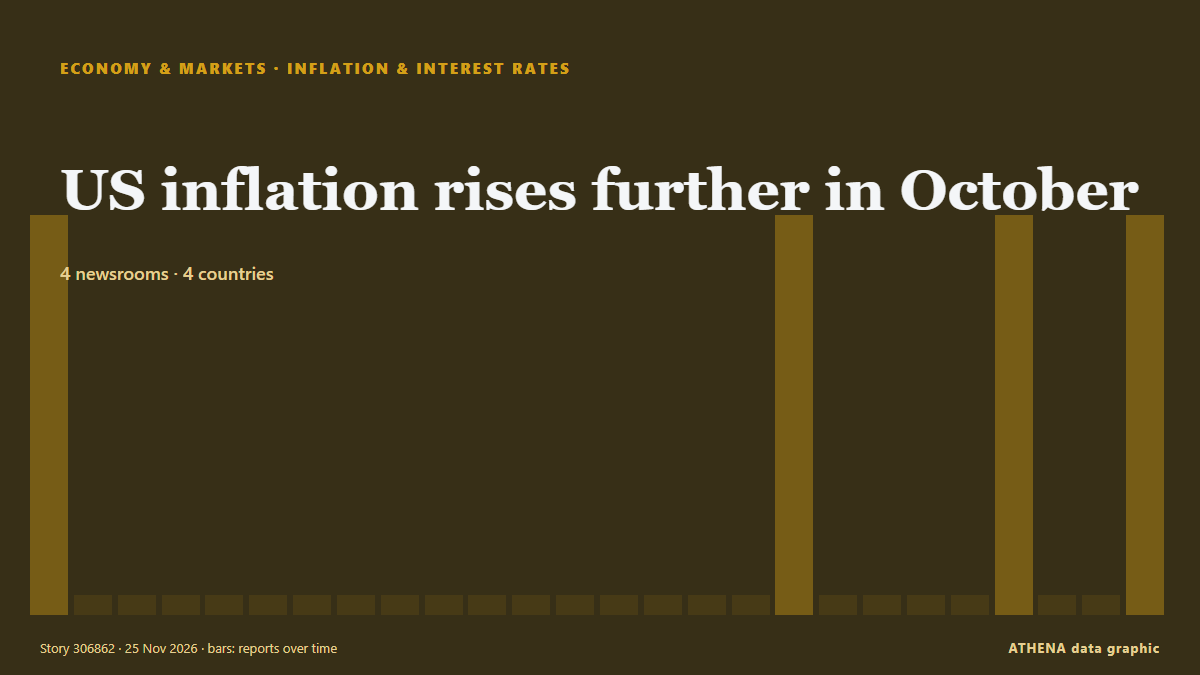 ECONOMY & MARKETS · INFLATION & INTEREST RATES
US inflation rises further in October
4 newsrooms · 4 countries
Story 306862 · 25 Nov 2026 · bars: reports over time
ATHENA data graphic